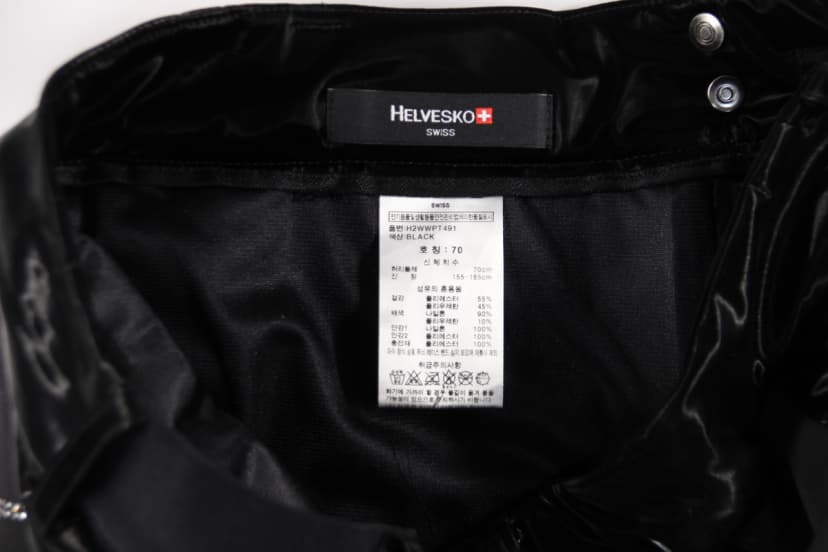 HELVESKO
SWISS
SWISS
품번:H2WWPT491
색상:BLACK
호 칭 : 70
신 체 치 수
허리둘레 70cm
신 장 155-165cm
섬유의 혼용율
겉감 폴리에스터 55%
폴리우레탄 45%
배색 나일론 90%
폴리우레탄 10%
안감1 나일론 100%
안감2 폴리에스터 100%
충전재 폴리에스터 100%
취급주의사항